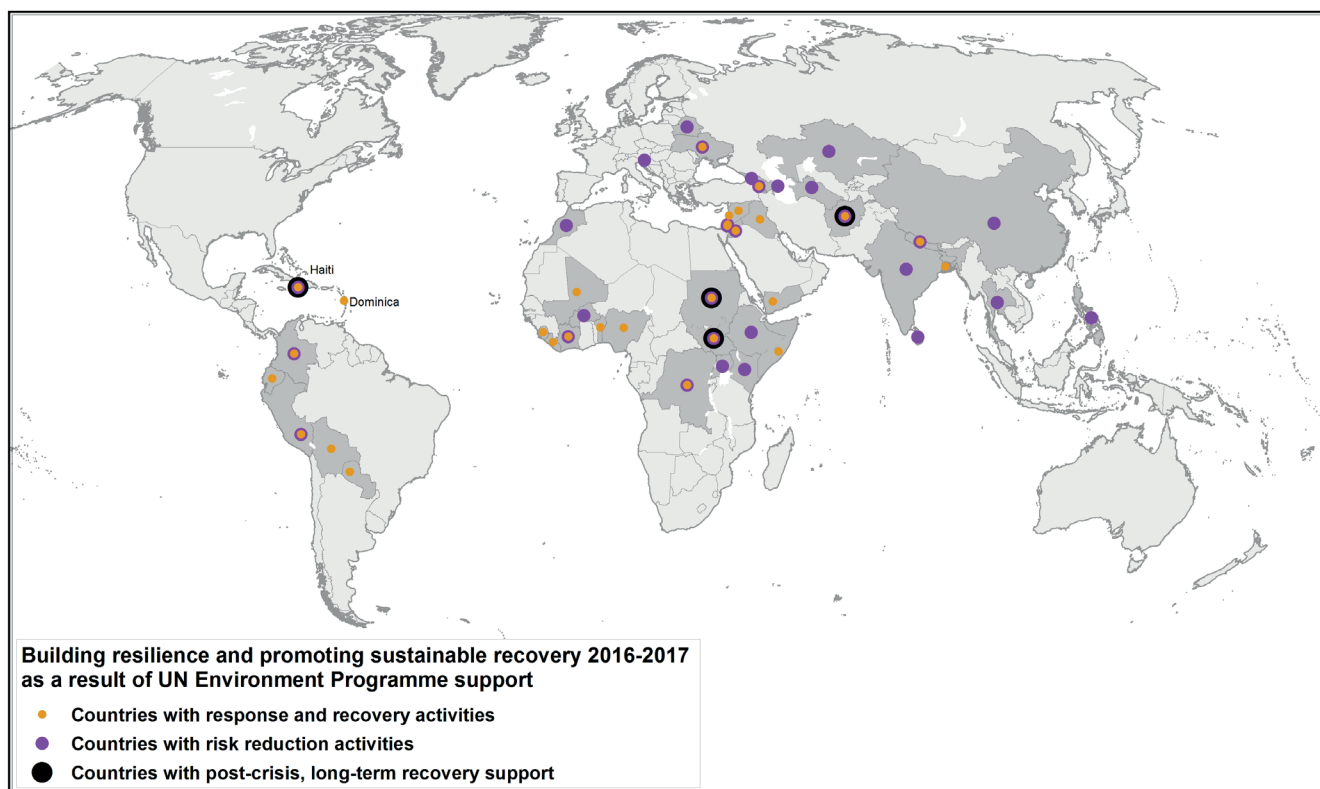 Haiti
Dominica
Building resilience and promoting sustainable recovery 2016-2017
as a result of UN Environment Programme support
Countries with response and recovery activities
Countries with risk reduction activities
Countries with post-crisis, long-term recovery support